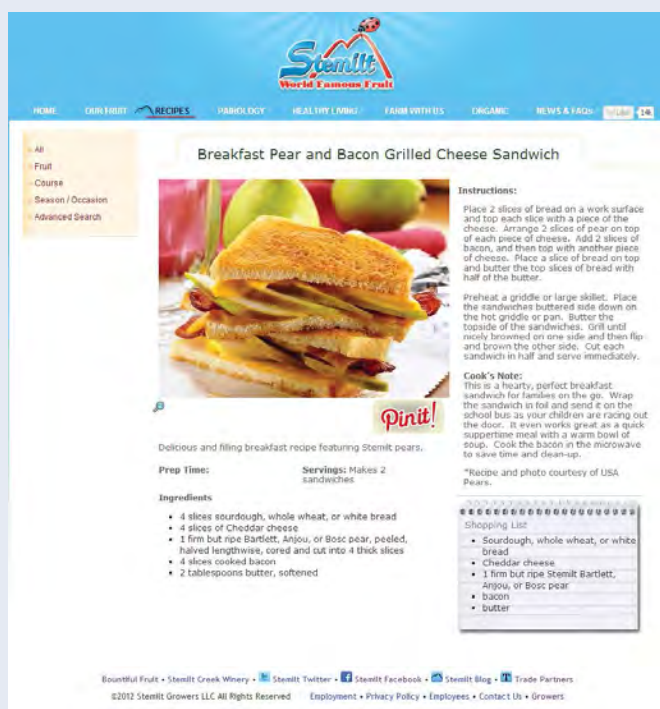 Stemilt
World Famous Fruit
HOME OUR FRUIT RECIPES PAIROLOGY HEALTHY LIVING FARM WITH US ORGANIC NEWS & FAQs Like 14k
All
Fruit
Course
Season / Occasion
Advanced Search
Breakfast Pear and Bacon Grilled Cheese Sandwich
Pin it!
Delicious and filling breakfast recipe featuring Stemilt pears.
Prep Time: Servings: Makes 2
sandwiches
Ingredients
• 4 slices sourdough, whole wheat, or white bread
• 4 slices of Cheddar cheese
• 1 firm but ripe Bartlett, Anjou, or Bosc pear, peeled,
halved lengthwise, cored and cut into 4 thick slices
• 4 slices cooked bacon
• 2 tablespoons butter, softened
Instructions:
Place 2 slices of bread on a work surface
and top each slice with a piece of the
cheese. Arrange 2 slices of pear on top
of each piece of cheese. Add 2 slices of
bacon, and then top with another piece
of cheese. Place a slice of bread on top
and butter the top slices of bread with
half of the butter.
Preheat a griddle or large skillet. Place
the sandwiches buttered side down on
the hot griddle or pan. Butter the
topside of the sandwiches. Grill until
nicely browned on one side and then flip
and brown the other side. Cut each
sandwich in half and serve immediately.
Cook's Note:
This is a hearty, perfect breakfast
sandwich for families on the go. Wrap
the sandwich in foil and send it on the
school bus as your children are racing out
the door. It even works great as a quick
suppertime meal with a warm bowl of
soup. Cook the bacon in the microwave
to save time and clean-up.
*Recipe and photo courtesy of USA
Pears.
Shopping List
• Sourdough, whole wheat, or white
bread
• Cheddar cheese
• 1 firm but ripe Stemilt Bartlett,
Anjou, or Bosc pear
• bacon
• butter
Bountiful Fruit • Stemilt Creek Winery • Stemilt Twitter • Stemilt Facebook • Stemilt Blog • Trade Partners
©2012 Stemilt Growers LLC All Rights Reserved Employment • Privacy Policy • Employees • Contact Us • Growers